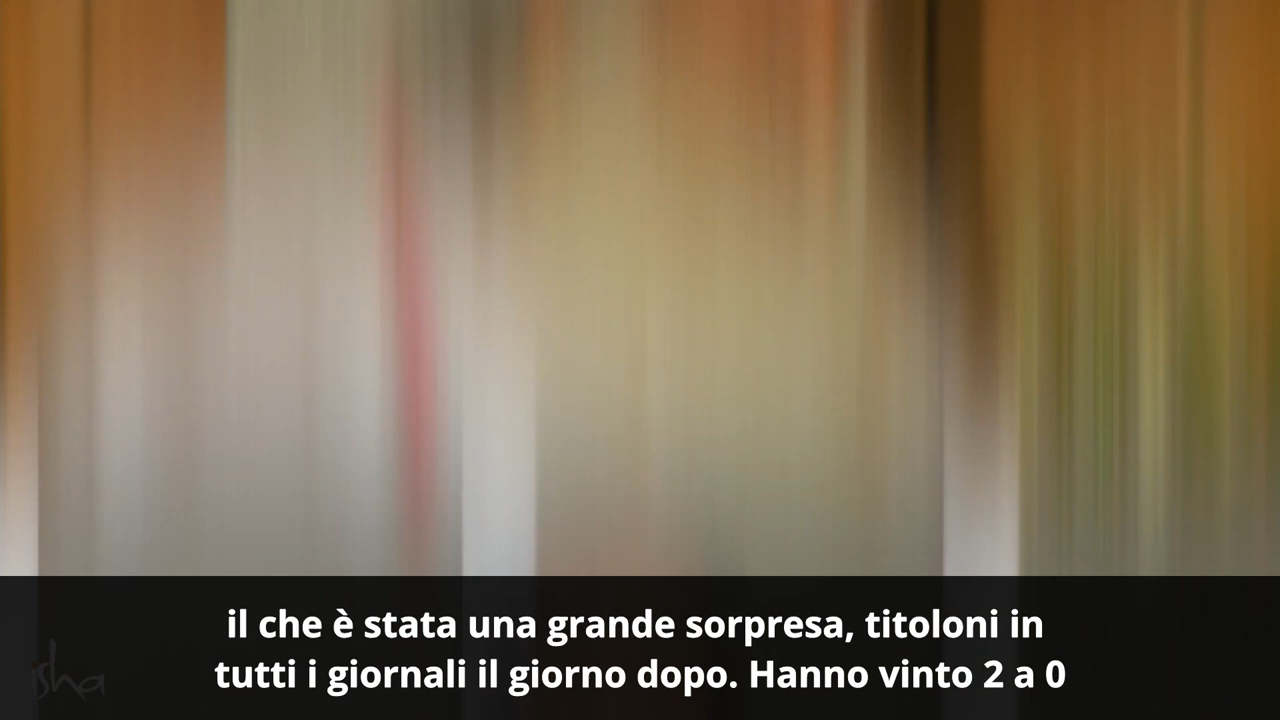 il che è stata una grande sorpresa, titoloni in
tutti i giornali il giorno dopo. Hanno vinto 2 a 0
isha